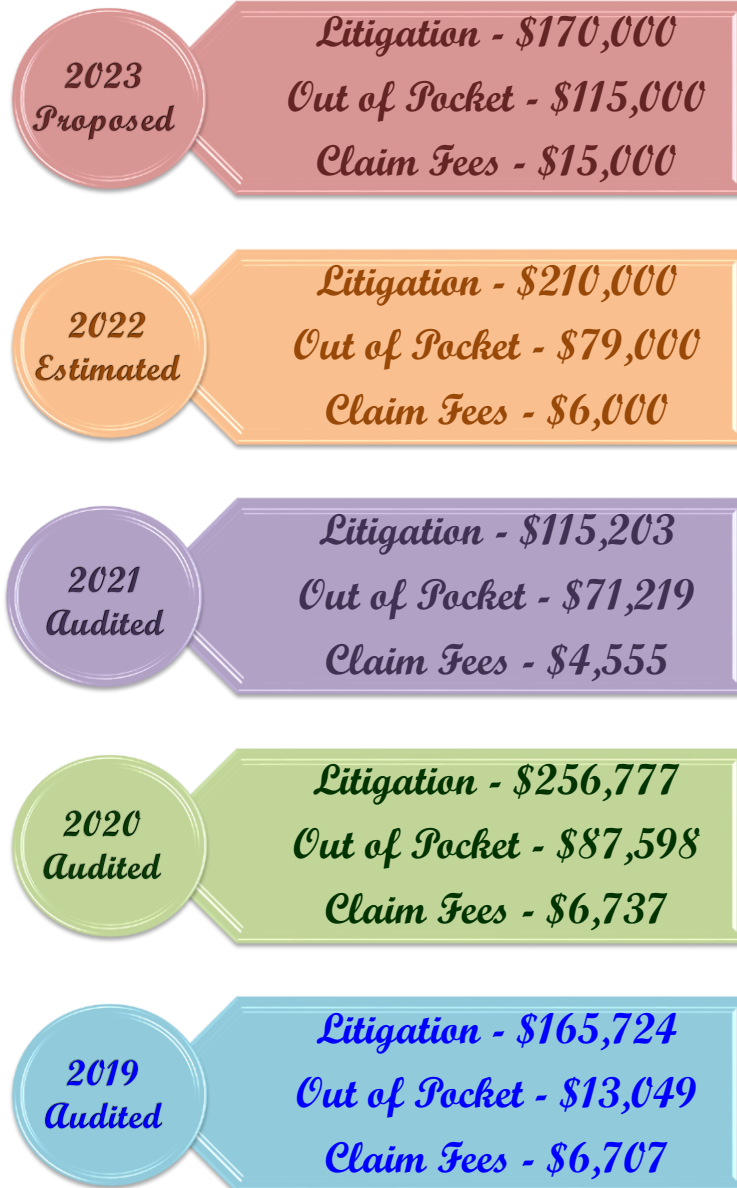 2023
Proposed
Litigation - $170,000
Out of Pocket - $115,000
Claim Fees - $15,000
2022
Estimated
Litigation - $210,000
Out of Pocket - $79,000
Claim Fees - $6,000
2021
Audited
Litigation - $115,203
Out of Pocket - $71,219
Claim Fees - $4,555
2020
Audited
Litigation - $256,777
Out of Pocket - $87,598
Claim Fees - $6,737
2019
Audited
Litigation - $165,724
Out of Pocket - $13,049
Claim Fees - $6,707